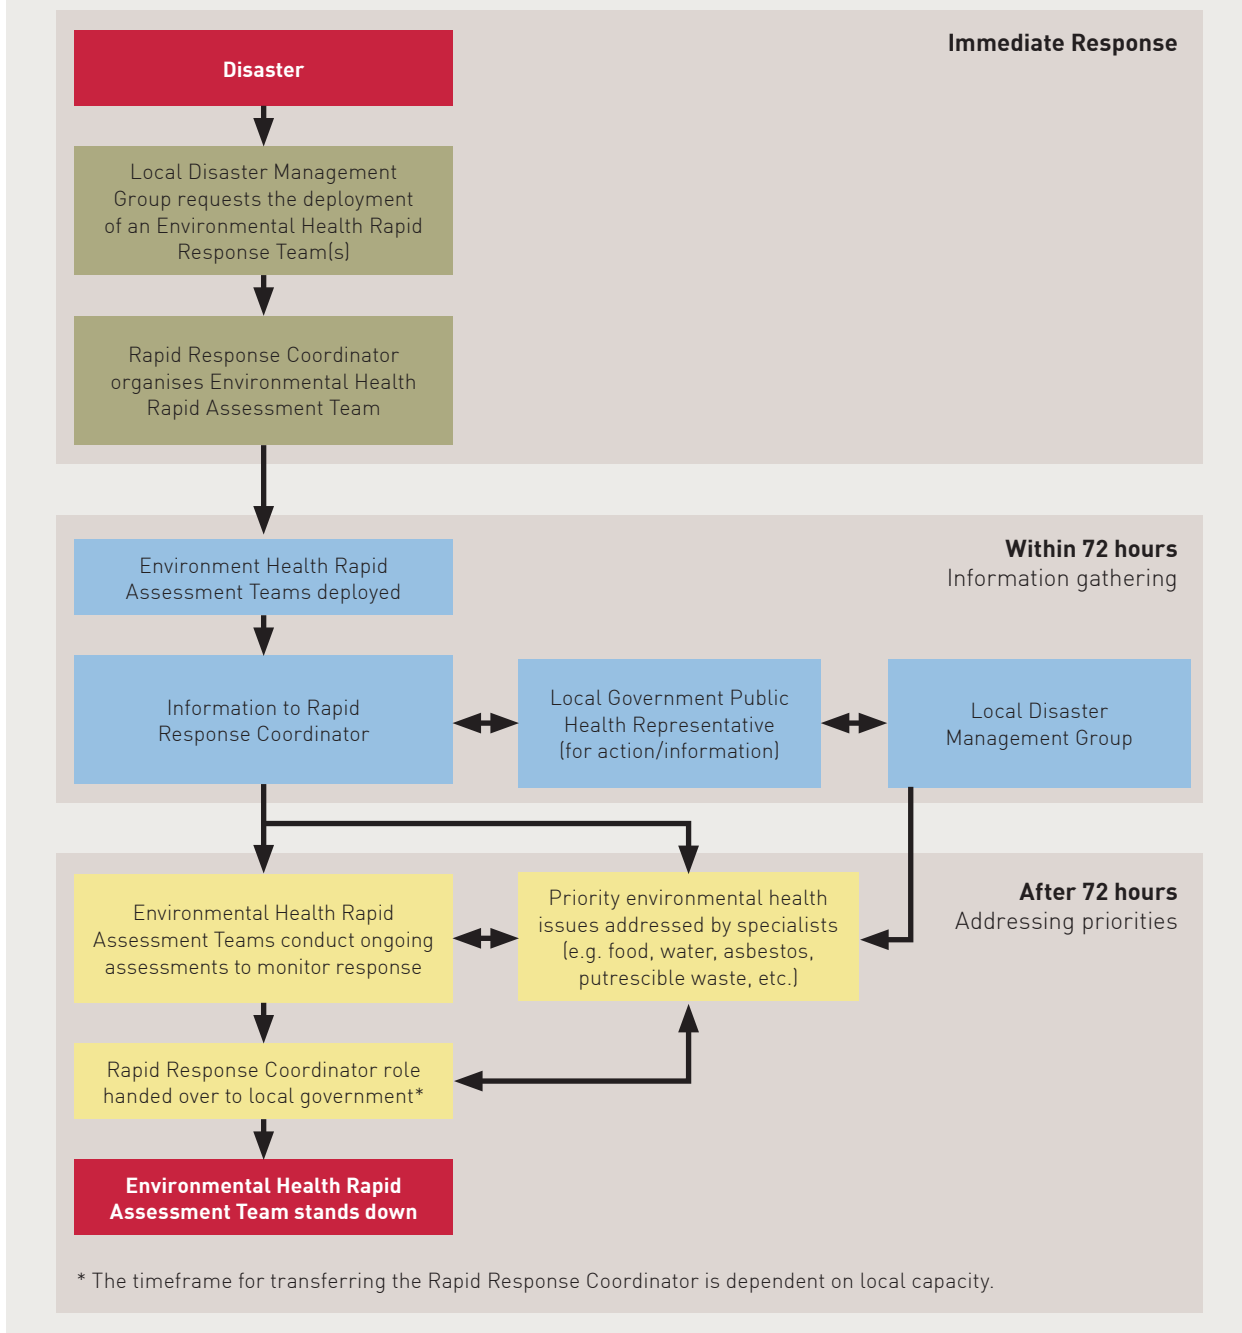 Immediate Response
Disaster
Local Disaster Management
Group requests the deployment
of an Environmental Health Rapid
Response Team(s)
Rapid Response Coordinator
organises Environmental Health
Rapid Assessment Team
Within 72 hours
Information gathering
Environment Health Rapid
Assessment Teams deployed
Information to Rapid
Response Coordinator
Local Government Public
Health Representative
(for action/information)
Local Disaster
Management Group
After 72 hours
Addressing priorities
Environmental Health Rapid
Assessment Teams conduct ongoing
assessments to monitor response
Priority environmental health
issues addressed by specialists
(e.g. food, water, asbestos,
putrescible waste, etc.)
Rapid Response Coordinator role
handed over to local government*
Environmental Health Rapid
Assessment Team stands down
* The timeframe for transferring the Rapid Response Coordinator is dependent on local capacity.